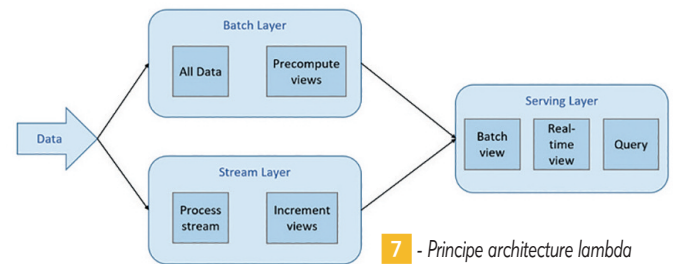 Data
Batch Layer
All Data
Precompute
views
Stream Layer
Process
stream
Increment
views
Serving Layer
Batch
view
Real-
time
view
Query
7 - Principe architecture lambda